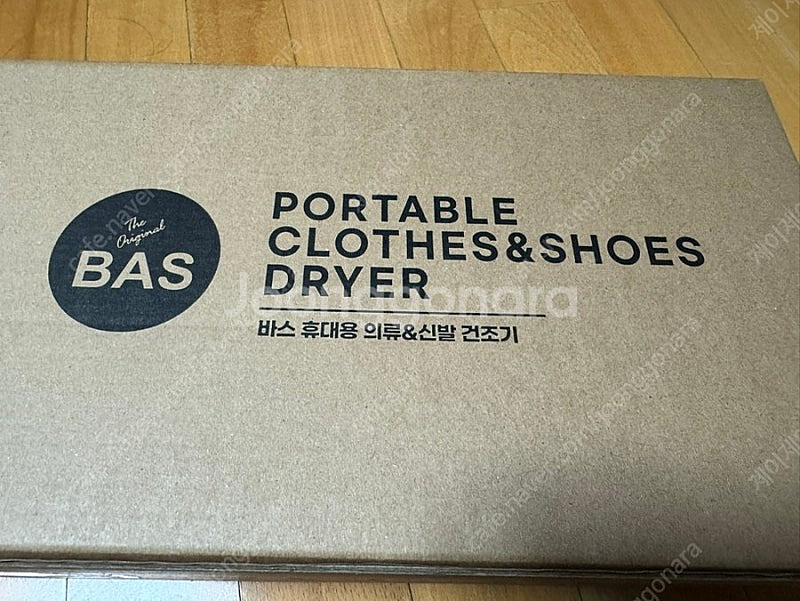 The
Original
BAS
PORTABLE
CLOTHES&SHOES
DRYER
바스 휴대용 의류&신발 건조기
Joonggonara